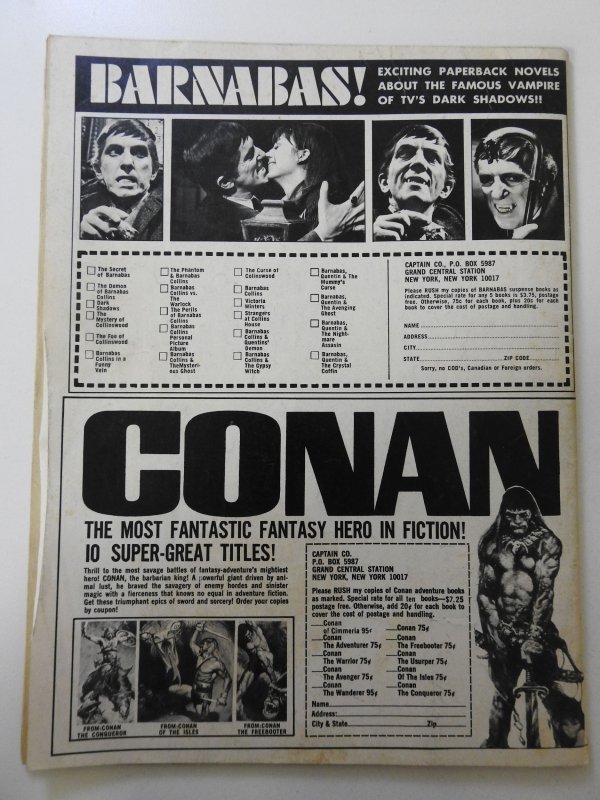 BARNABAS!
EXCITING PAPERBACK NOVELS
ABOUT THE FAMOUS VAMPIRE
OF TV'S DARK SHADOWS!!
The Secret
of Barnabas
The Demon
of Barnabas
Collins
Dark
Shadows
The
Mystery of
Collinswood
The Foe of
Collinswood
Barnabas
Collins in a
Funny
Vein
The Phantom
& Barnabas
Collins
Barnabas
Collins vs.
The
Warlock
The Perils
of Barnabas
Collins
Barnabas
Collins
Personal
Picture
Album
Barnabas
Collins &
TheMysteri-
ous Ghost
The Curse of
Collinswood
Barnabas
Collins
Victoria
Winters
Strangers
at Collins
House
Barnabas
Collins &
Quentins'
Demon
Barnabas
Collins &
The Gypsy
Witch
Barnabas,
Quentin & The
Mummy's
Curse
Barnabas,
Quentin &
The Avenging
Ghost
Barnabas,
Quentin &
The Night-
mare
Assasin
Barnabas,
Quentin &
The Crystal
Coffin
CAPTAIN CO., P.O. BOX 5987
GRAND CENTRAL STATION
NEW YORK, NEW YORK 10017
Please RUSH my copies of BARNABAS suspense books as
indicated. Special rate for any 5 books is $3.75, postage
free. Otherwise, 75c for each book, plus 20c for each
book to cover the cost of postage and handling.
NAME
ADDRESS
CITY
STATE ZIP CODE
Sorry, no COD's, Canadian or Foreign orders.
CONAN
THE MOST FANTASTIC FANTASY HERO IN FICTION!
10 SUPER-GREAT TITLES!
Thrill to the most savage battles of fantasy-adventure's mightiest
hero! CONAN, the barbarian king! A powerful giant driven by ani-
mal lust, he braved the savagery of enemy hordes and sinister
magic with a fierceness that knows no equal in adventure fiction.
Get these triumphant epics of sword and sorcery! Order your copies
by coupon!
FROM:CONAN
THE CONQUEROR
FROM:CONAN
OF THE ISLES
FROM:CONAN
THE FREEBOOTER
CAPTAIN CO.
P.O. BOX 5987
GRAND CENTRAL STATION
NEW YORK, NEW YORK 10017
Please RUSH my copies of Conan adventure books
as marked. Special rate for all ten books—$7.25
postage free. Otherwise, add 20¢ for each book to
cover the cost of postage and handling.
Conan
of Cimmeria 95¢
Conan
The Adventurer 75¢
Conan
The Warrior 75¢
Conan
The Avenger 75¢
Conan
The Wanderer 95¢
Conan 75¢
Conan
The Freebooter 75¢
Conan
The Usurper 75¢
Conan
Of The Isles 75¢
Conan
The Conqueror 75¢
Name
Address:
City & State Zip